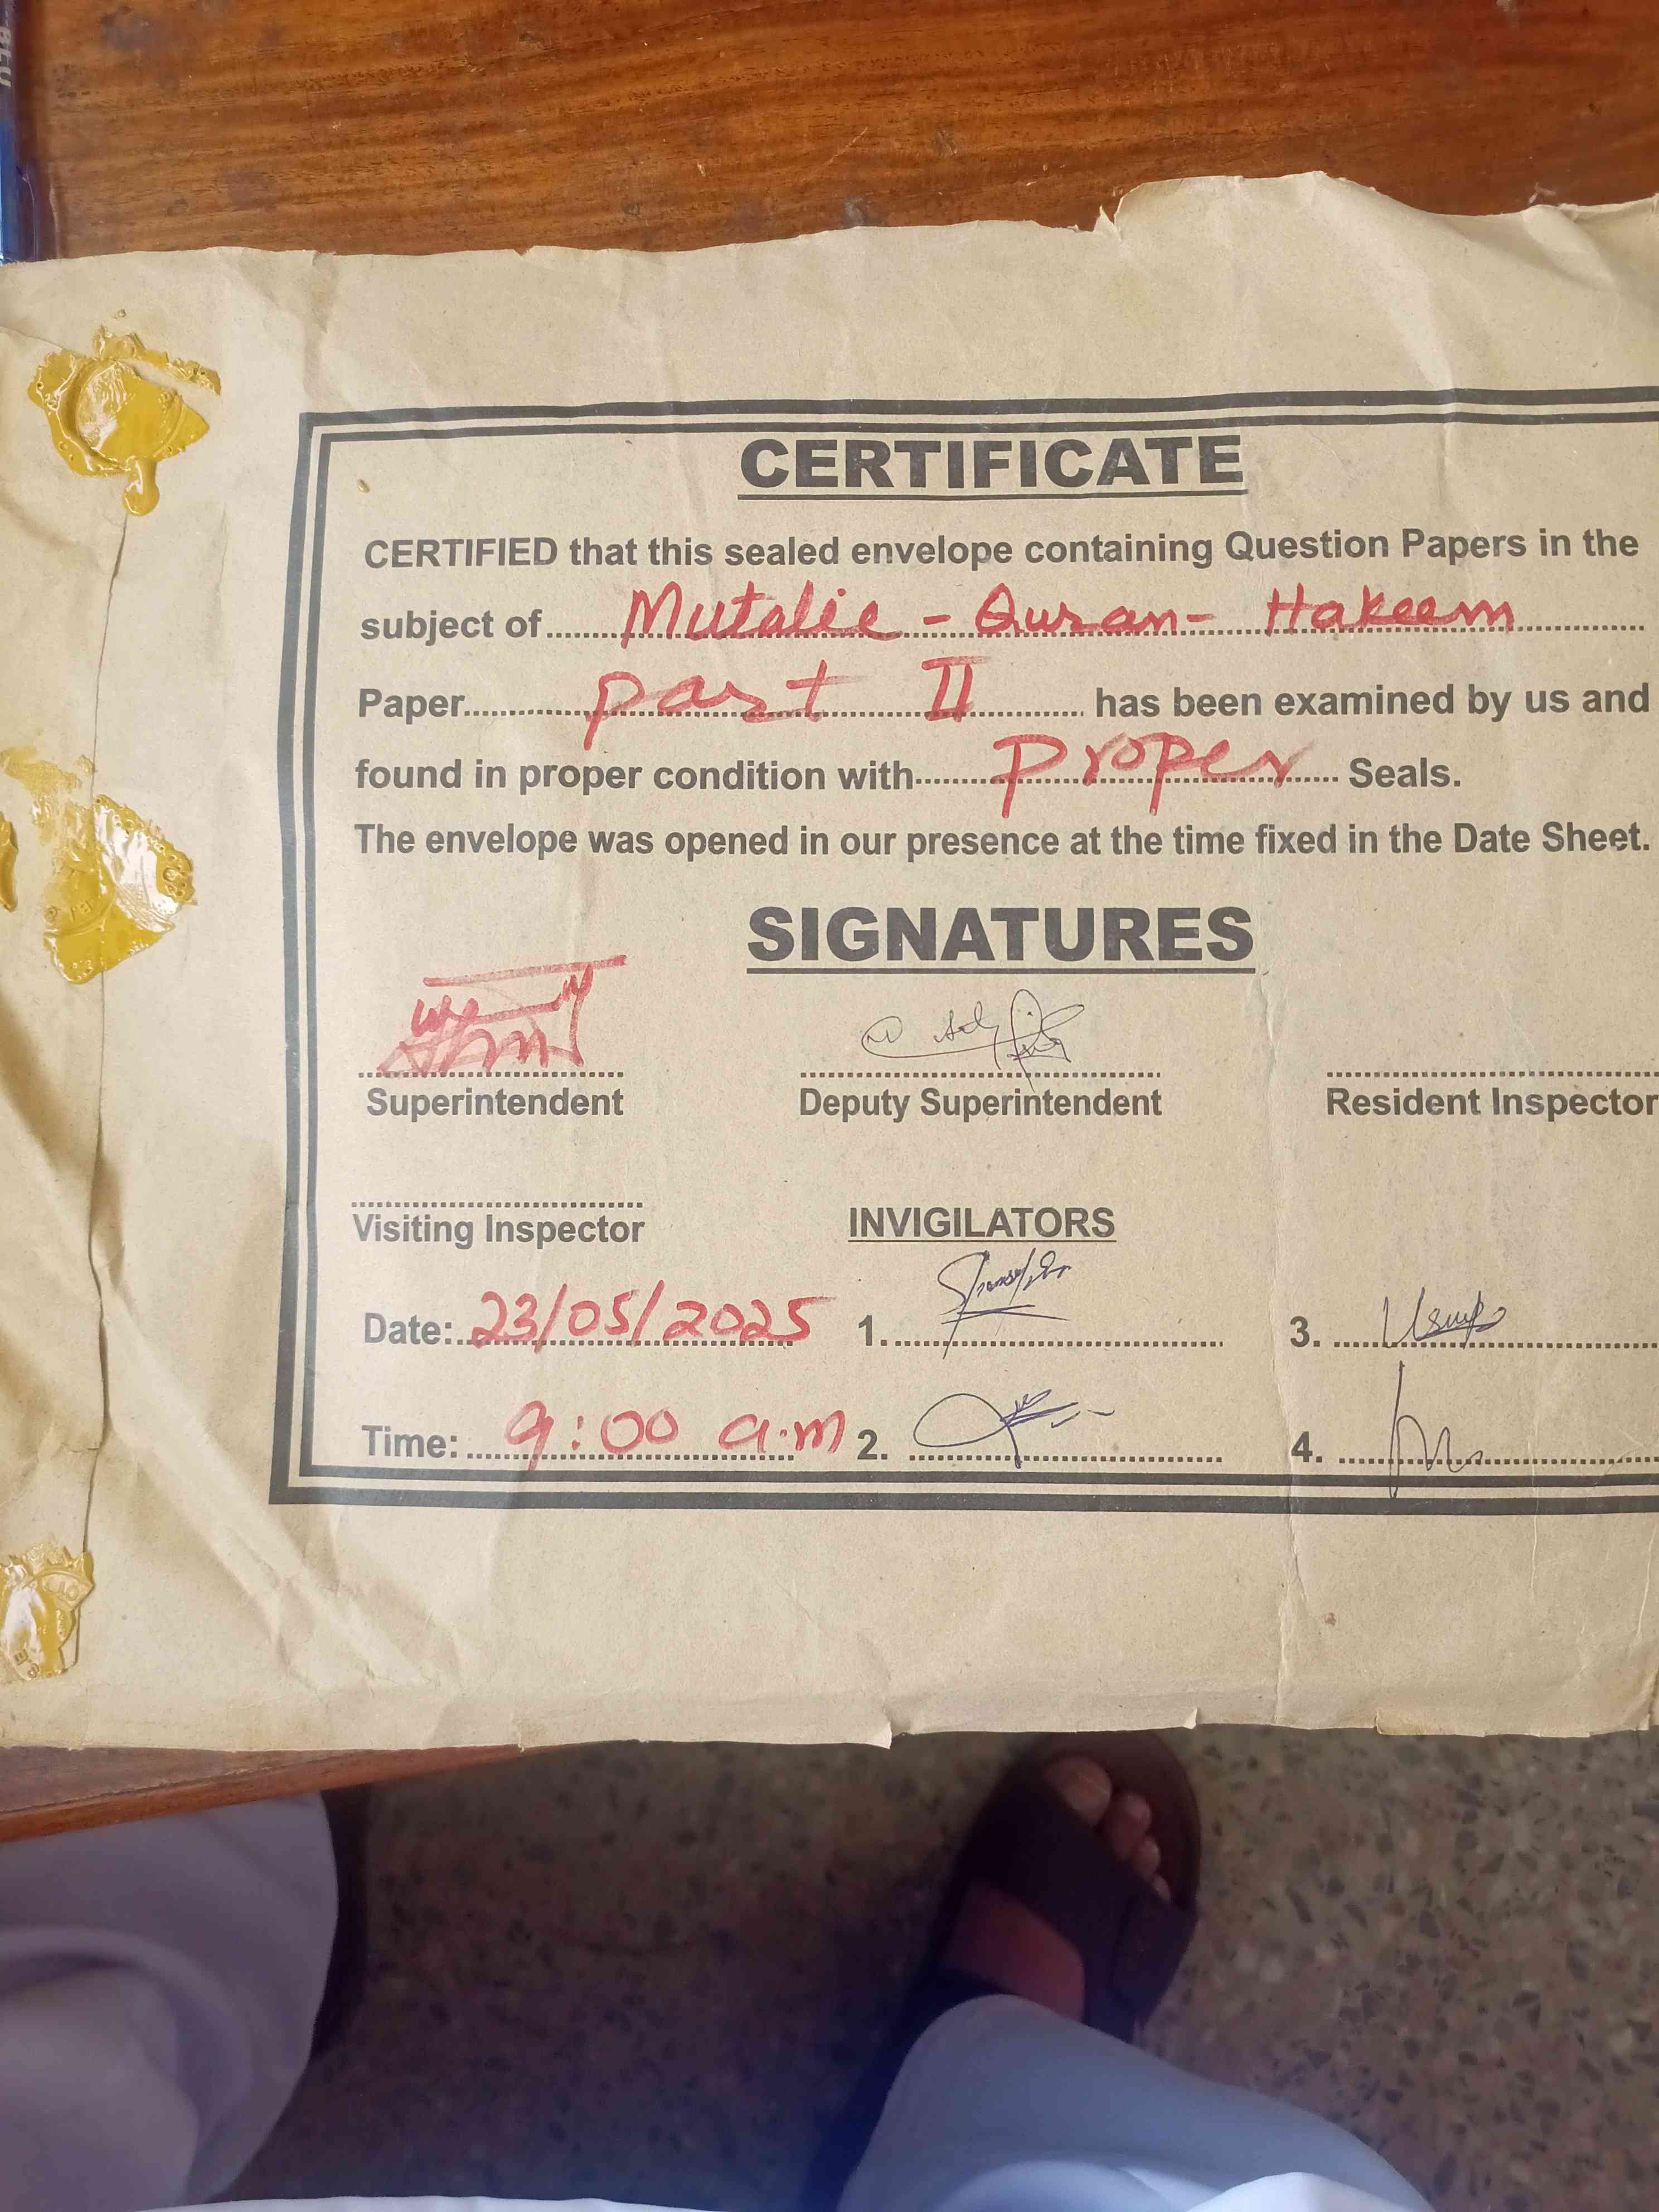 CERTIFICATE
CERTIFIED that this sealed envelope containing Question Papers in the
subject of Mutalie - Quran - Hakeem
Paper part II has been examined by us and
found in proper condition with proper Seals.
The envelope was opened in our presence at the time fixed in the Date Sheet.
SIGNATURES
Superintendent Deputy Superintendent Resident Inspector
Visiting Inspector INVIGILATORS
Date: 23/05/2025 1. 3.
Time: 9:00 a.m 2. 4.